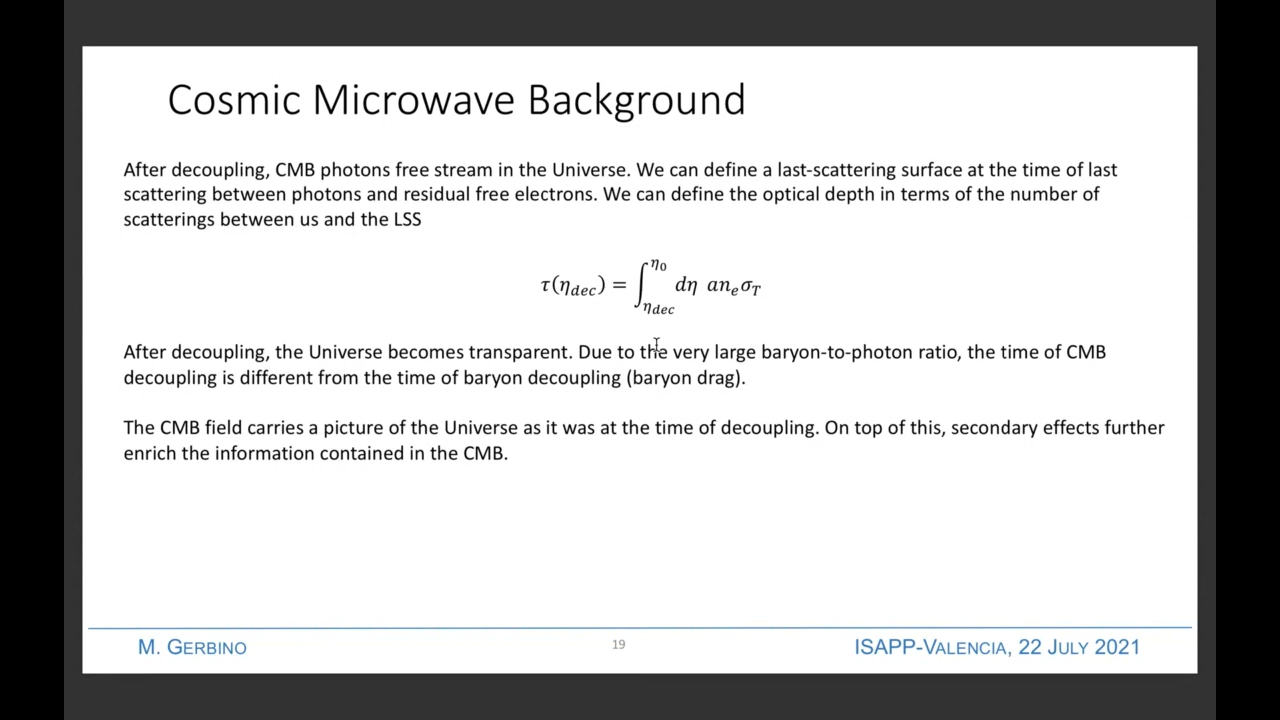 Cosmic Microwave Background
After decoupling, CMB photons free stream in the Universe. We can define a last-scattering surface at the time of last
scattering between photons and residual free electrons. We can define the optical depth in terms of the number of
scatterings between us and the LSS
τ(η_dec) = ∫_{η_dec}^{η_0} dη an_eσ_T
After decoupling, the Universe becomes transparent. Due to the very large baryon-to-photon ratio, the time of CMB
decoupling is different from the time of baryon decoupling (baryon drag).
The CMB field carries a picture of the Universe as it was at the time of decoupling. On top of this, secondary effects further
enrich the information contained in the CMB.
M. GERBINO
19
ISAPP-VALENCIA, 22 JULY 2021